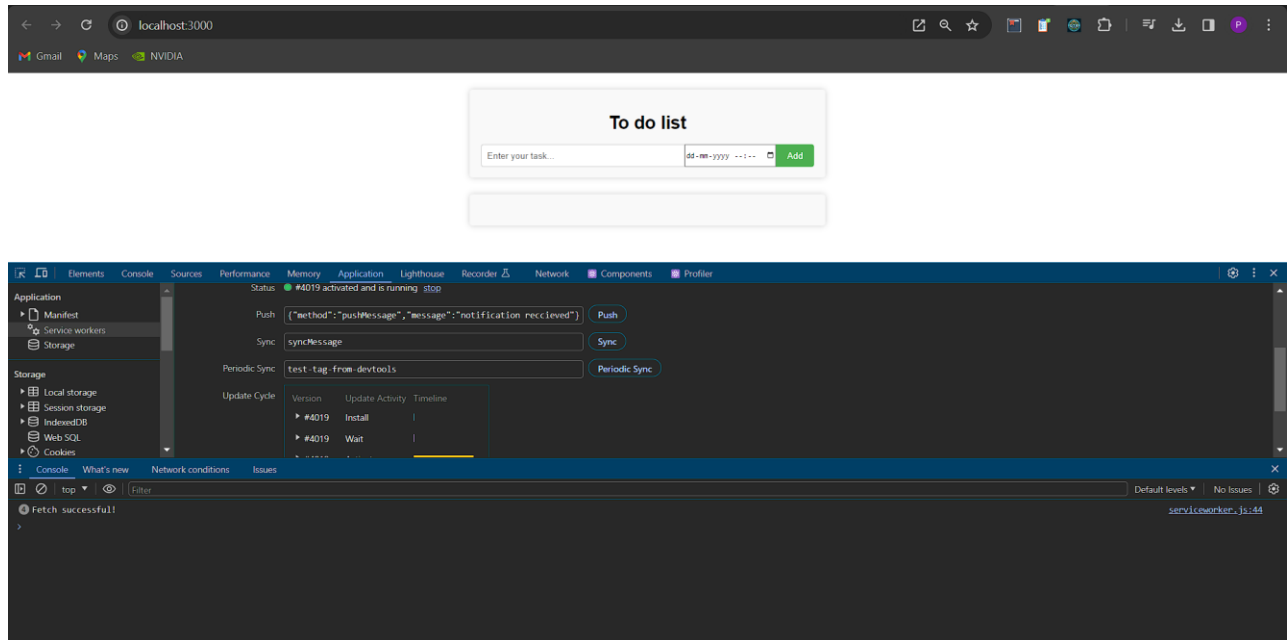 localhost:3000
P
Gmail Maps NVIDIA
To do list
Enter your task... dd-mm-yyyy --:-- Add
Elements Console Sources Performance Memory Application Lighthouse Recorder Network Components Profiler
Application
Manifest
Service workers
Storage
Storage
Local storage
Session storage
IndexedDB
Web SQL
Cookies
Status #4019 activated and is running stop
Push {"method":"pushMessage","message":"notification reccieved"} Push
Sync syncMessage Sync
Periodic Sync test-tag-from-devtools Periodic Sync
Update Cycle Version Update Activity Timeline
#4019 Install
#4019 Wait
Console What's new Network conditions Issues
top Filter Default levels No Issues
4 Fetch successful! serviceworker.js:44